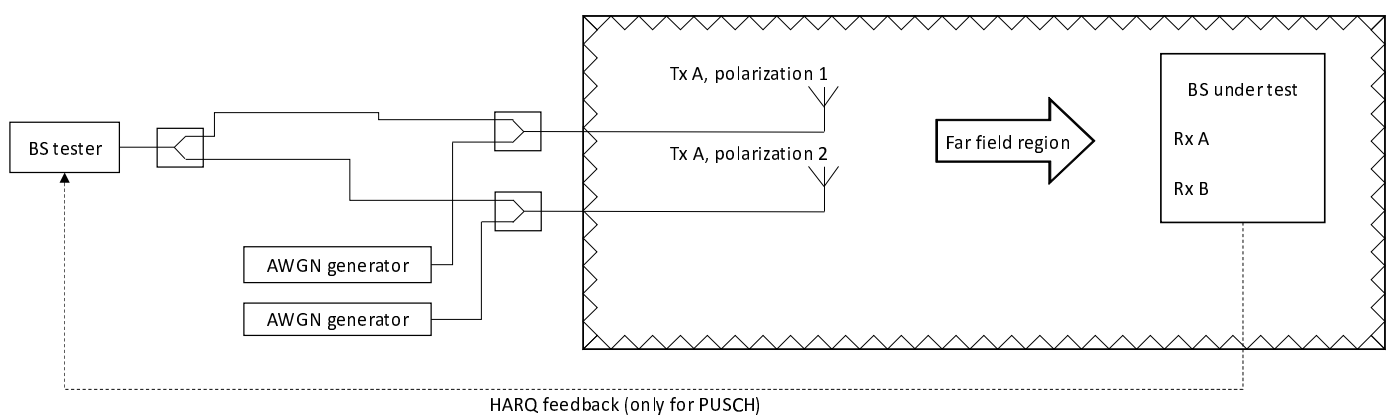 Tx A, polarization 1
BS under test
BS tester
Rx A
Far field region
Tx A, polarization 2
Rx B
AWGN generator
AWGN generator
HARQ feedback (only for PUSCH)